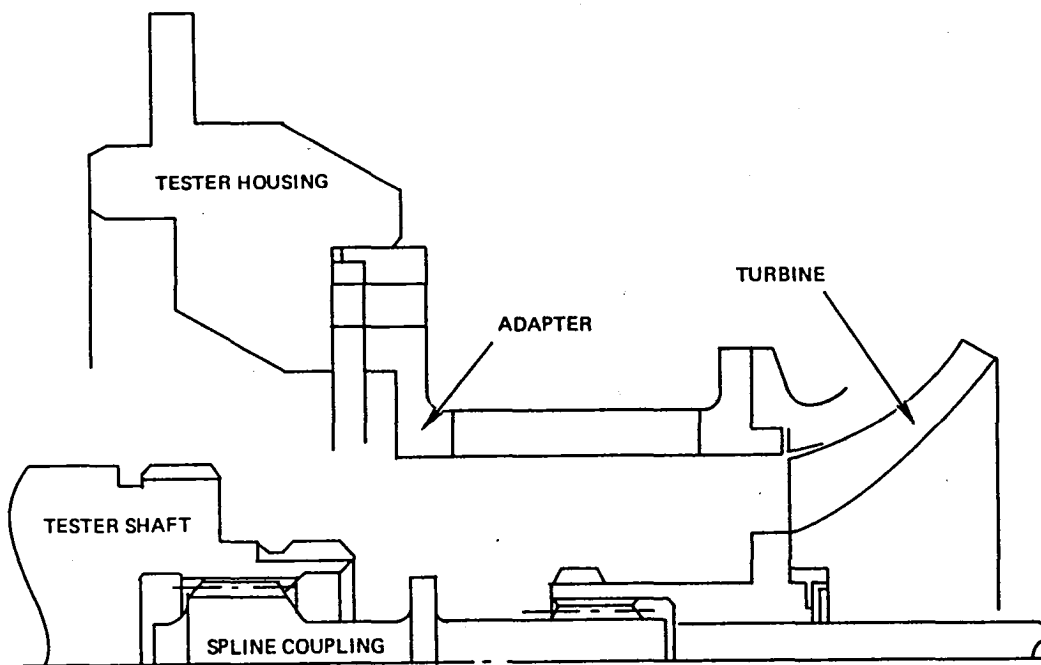 TESTER HOUSING
TURBINE
ADAPTER
TESTER SHAFT
SPLINE COUPLING